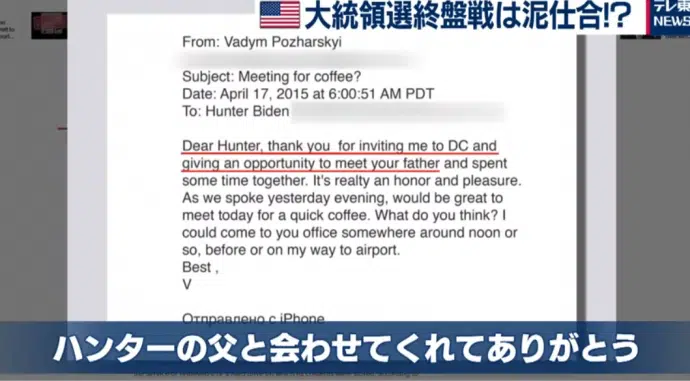 大統領選終盤戦は泥仕合!?
テレ東
NEWS
From: Vadym Pozharskyi
Subject: Meeting for coffee?
Date: April 17, 2015 at 6:00:51 AM PDT
To: Hunter Biden
Dear Hunter, thank you for inviting me to DC and
giving an opportunity to meet your father and spent
some time together. It's realty an honor and pleasure.
As we spoke yesterday evening, would be great to
meet today for a quick coffee. What do you think? I
could come to you office somewhere around noon or
so, before or on my way to airport.
Best ,
V
Отправлено с iPhone
ハンターの父と会わせてくれてありがとう